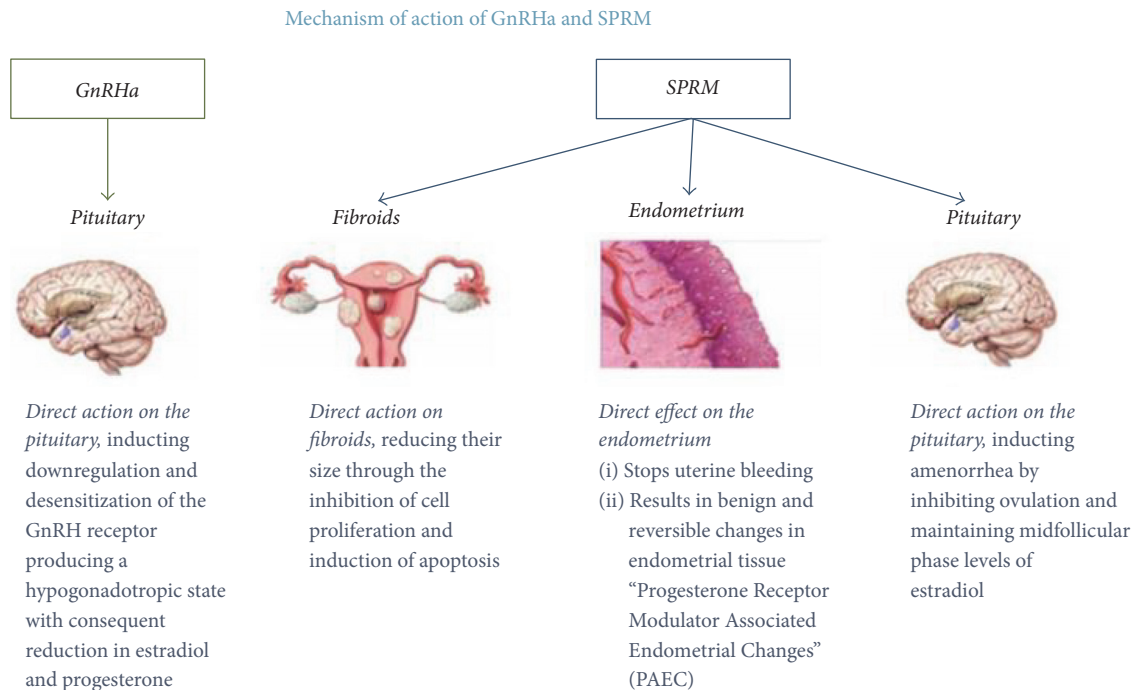 Mechanism of action of GnRHa and SPRM
GnRHa
SPRM
Pituitary
Fibroids
Endometrium
Pituitary
Direct action on the
pituitary, inducting
downregulation and
desensitization of the
GnRH receptor
producing a
hypogonadotropic state
with consequent
reduction in estradiol
and progesterone
Direct action on
fibroids, reducing their
size through the
inhibition of cell
proliferation and
induction of apoptosis
Direct effect on the
endometrium
(i) Stops uterine bleeding
(ii) Results in benign and
reversible changes in
endometrial tissue
“Progesterone Receptor
Modulator Associated
Endometrial Changes”
(PAEC)
Direct action on the
pituitary, inducting
amenorrhea by
inhibiting ovulation and
maintaining midfollicular
phase levels of
estradiol